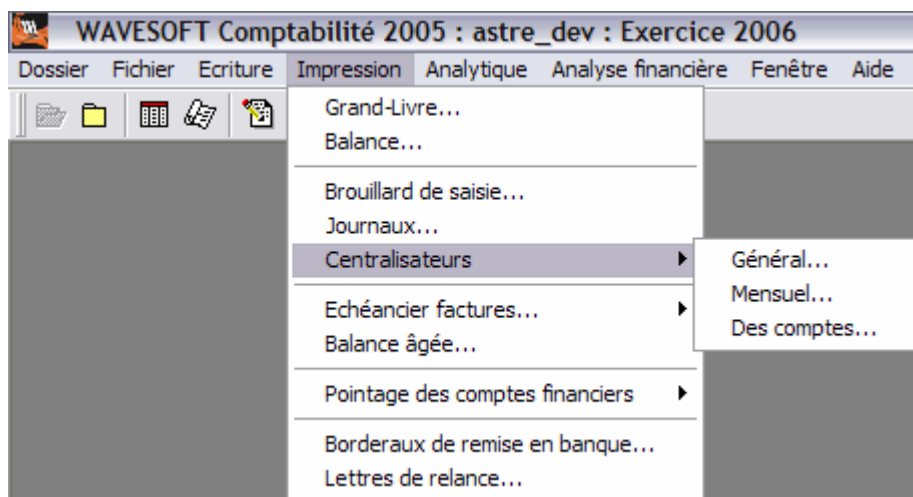 WAVESOFT Comptabilité 2005 : astre_dev : Exercice 2006
Dossier Fichier Ecriture Impression Analytique Analyse financière Fenêtre Aide
Grand-Livre...
Balance...
Brouillard de saisie...
Journaux...
Centralisateurs
Général...
Mensuel...
Des comptes...
Echéancier factures...
Balance âgée...
Pointage des comptes financiers
Borderaux de remise en banque...
Lettres de relance...